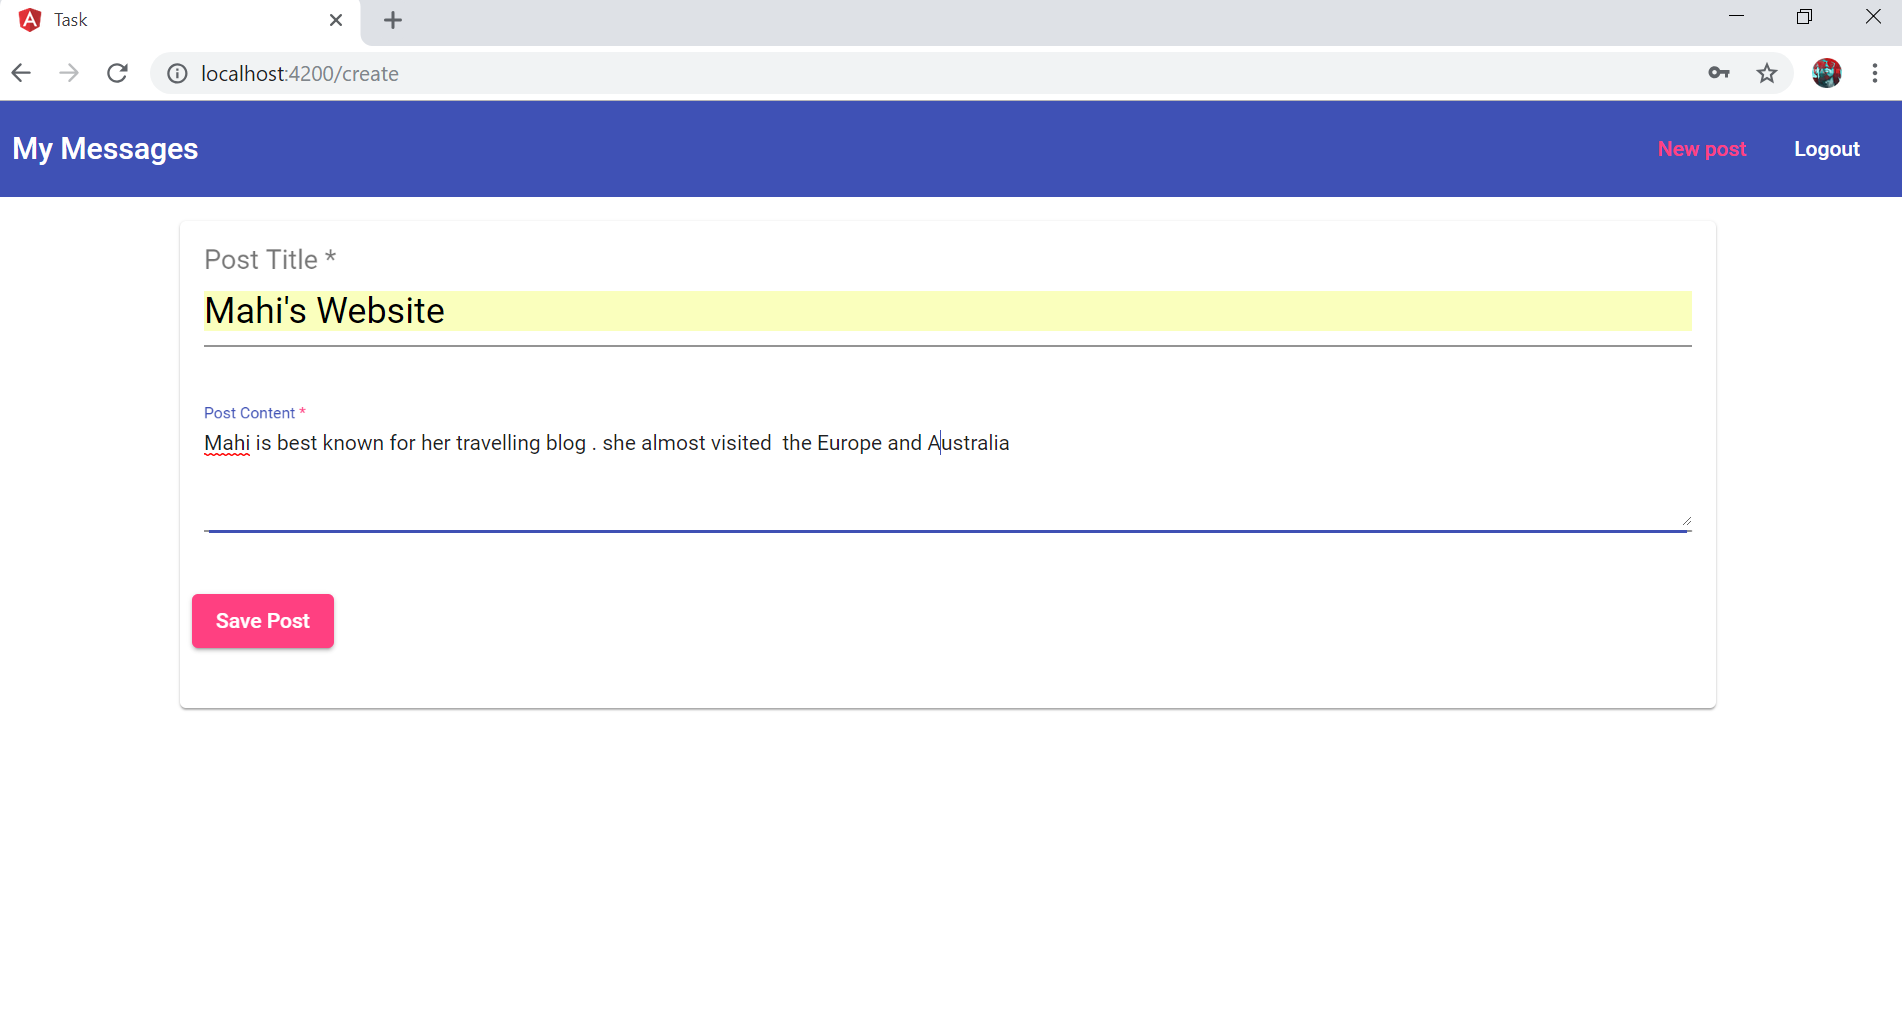 Task
localhost:4200/create
My Messages
New post
Logout
Post Title *
Mahi's Website
Post Content *
Mahi is best known for her travelling blog . she almost visited  the Europe and Australia
Save Post